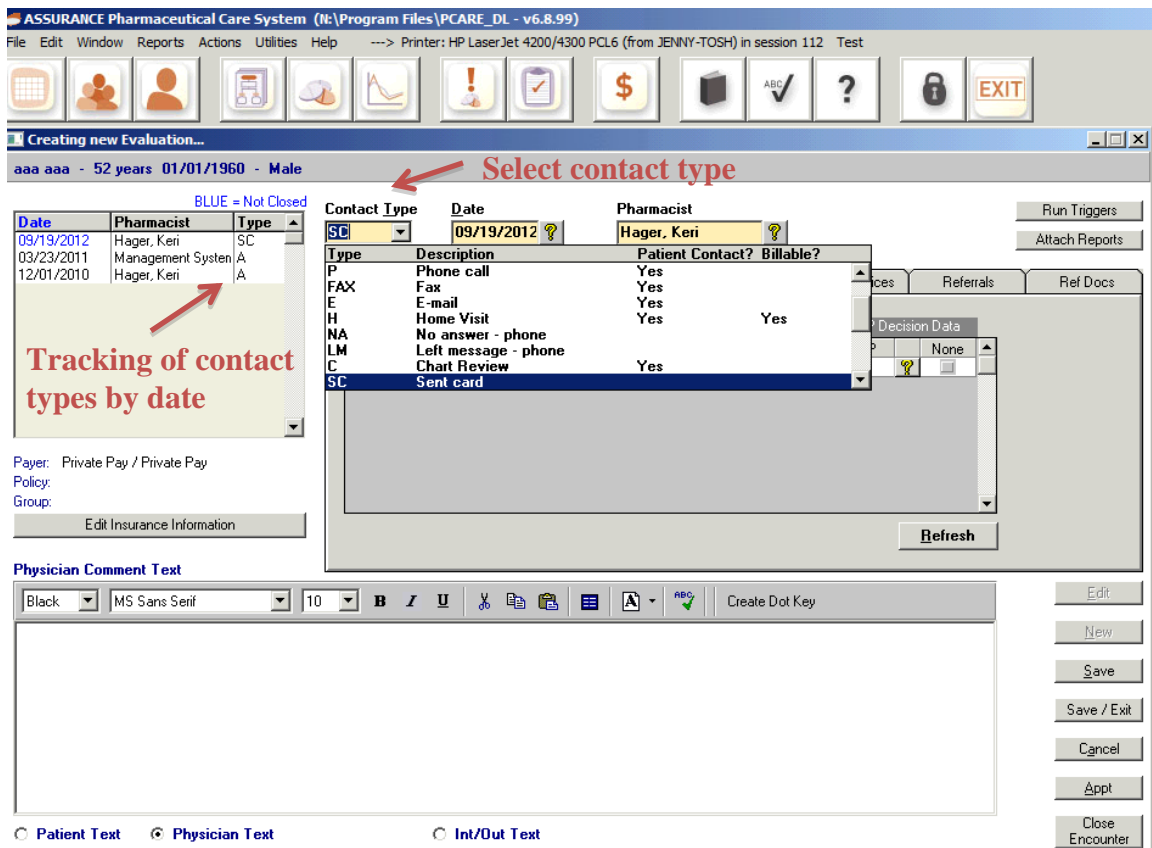 ASSURANCE Pharmaceutical Care System (N:\Program Files\PCARE_DL - v6.8.99)
File Edit Window Reports Actions Utilities Help ---> Printer: HP LaserJet 4200/4300 PCL6 (from JENNY-TOSH) in session 112 Test
$ ABC ? EXIT
Creating new Evaluation...
aaa aaa - 52 years 01/01/1960 - Male
Select contact type
BLUE = Not Closed
Contact Type Date Pharmacist
Run Triggers
Date Pharmacist Type
SC 09/19/2012 ? Hager, Keri ?
09/19/2012 Hager, Keri SC
Attach Reports
03/23/2011 Management System A
12/01/2010 Hager, Keri A
Type Description Patient Contact? Billable?
P Phone call Yes
FAX Fax Yes
E E-mail Yes
H Home Visit Yes Yes
NA No answer - phone
LM Left message - phone
C Chart Review Yes
SC Sent card
ices Referrals Ref Docs
Decision Data
P None
?
Tracking of contact
types by date
Payer: Private Pay / Private Pay
Policy:
Group:
Edit Insurance Information
Refresh
Physician Comment Text
Black MS Sans Serif 10 B I U A ABC Create Dot Key
Edit
New
Save
Save / Exit
Cancel
Appt
Close
Encounter
Patient Text Physician Text Int/Out Text